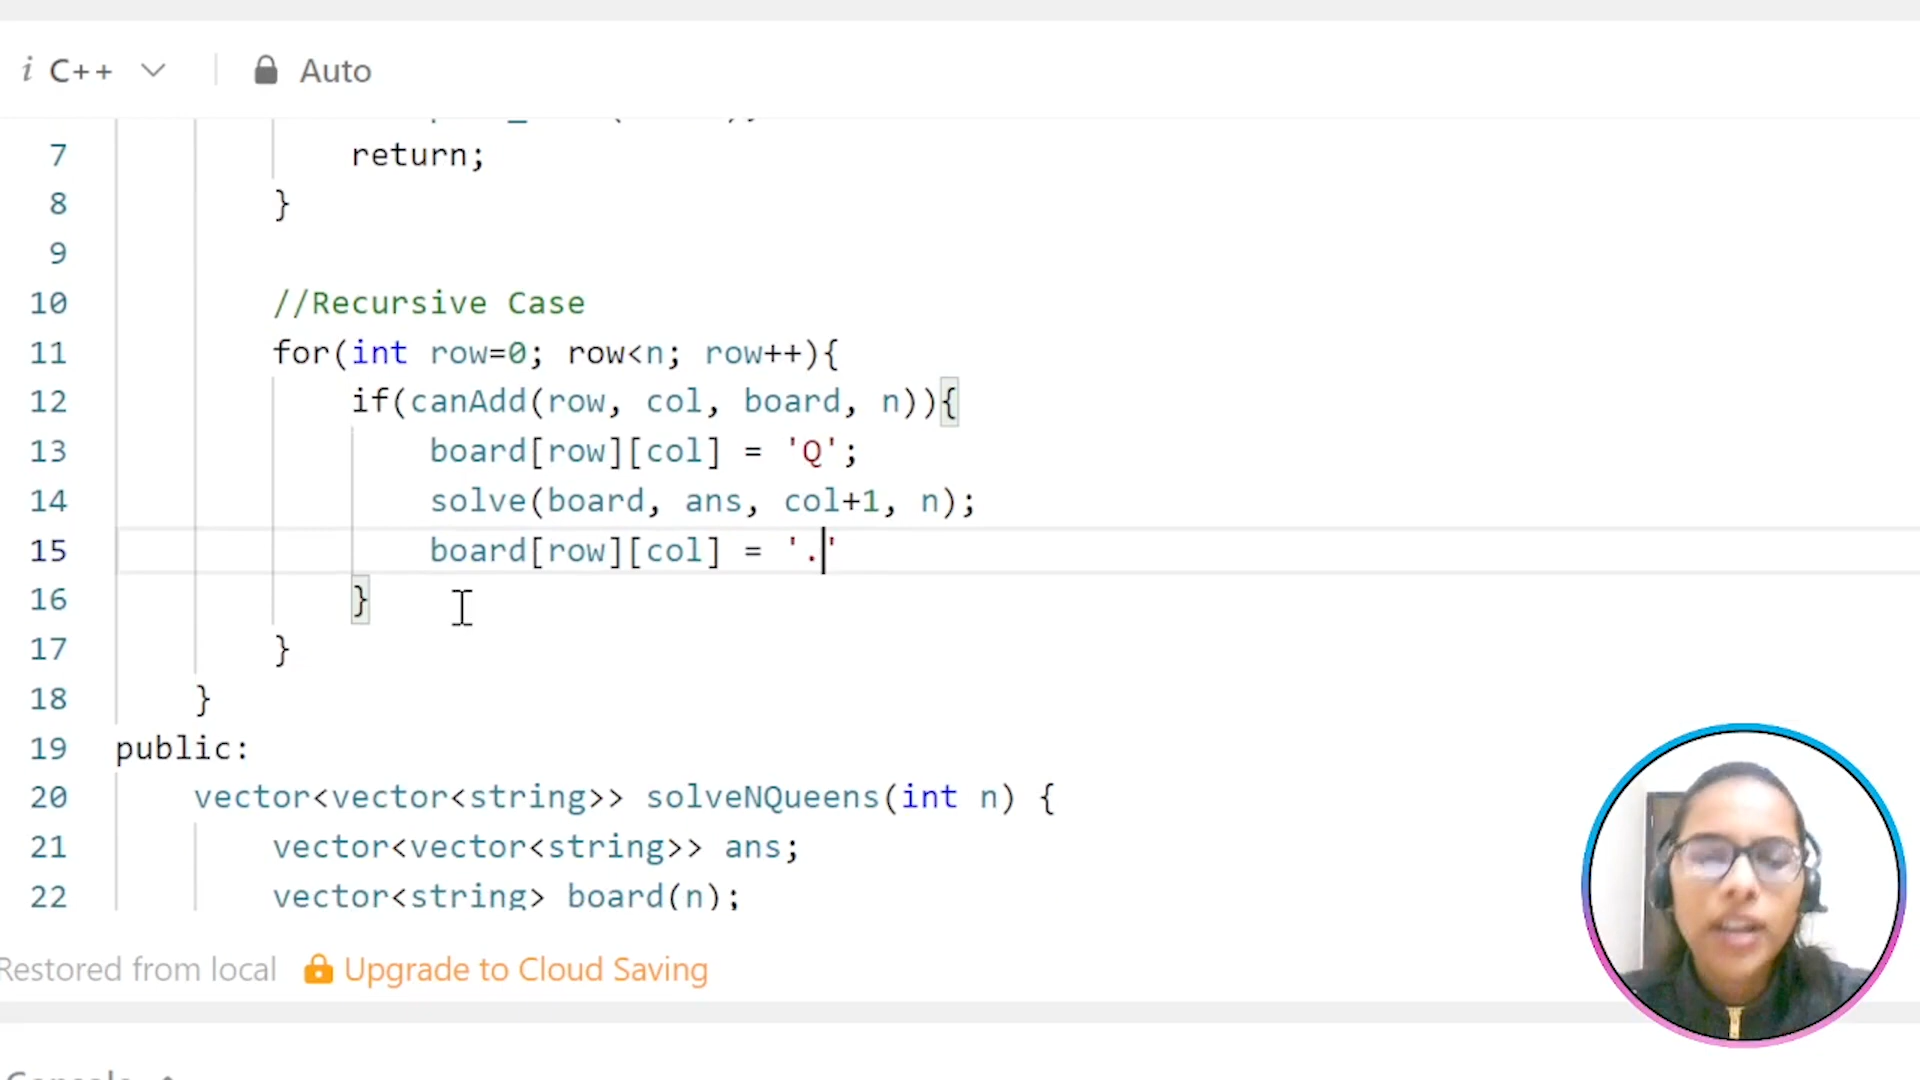 i C++ Auto
7 return;
8 }
9
10 //Recursive Case
11 for(int row=0; row<n; row++){
12 if(canAdd(row, col, board, n)){
13 board[row][col] = 'Q';
14 solve(board, ans, col+1, n);
15 board[row][col] = '.'
16 }
17 }
18 }
19 public:
20 vector<vector<string>> solveNQueens(int n) {
21 vector<vector<string>> ans;
22 vector<string> board(n);
Restored from local Upgrade to Cloud Saving